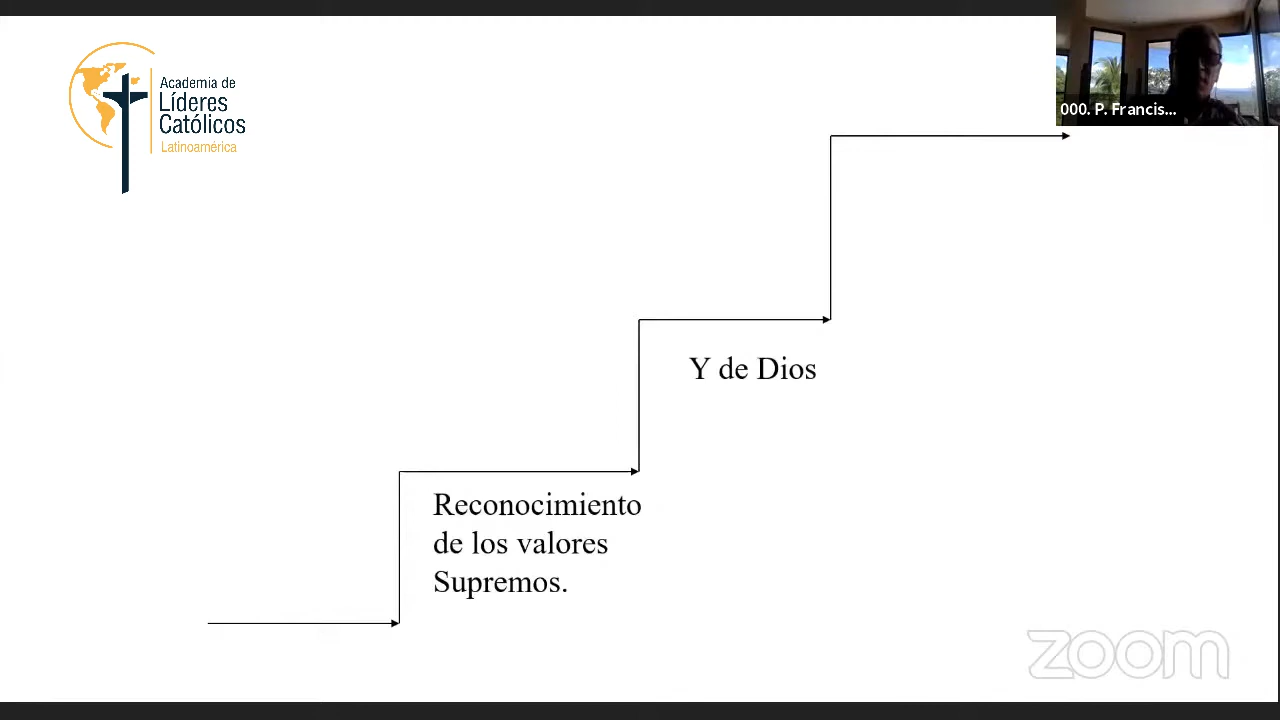 Academia de
Líderes
Católicos
Latinoamérica
000. P. Francis...
Y de Dios
Reconocimiento
de los valores
Supremos.
zoom